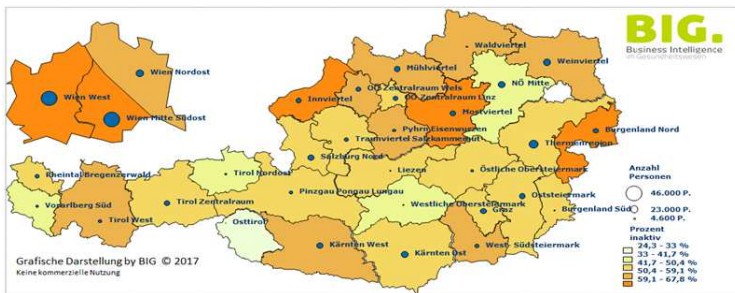 BIG.
Business Intelligence
im Gesundheitswesen
Waldviertel
Weinviertel
Mühlviertel
Wien Nordost
OÖ Zentralraum Wels
NÖ Mitte
Wien West
Innviertel
OÖ Zentralraum Linz
Mostviertel
Wien Mitte Südost
Pyhrn Eisenwurzen
Burgenland Nord
Traunviertel Salzkammergut
Thermenregion
Salzburg Nord
Anzahl
Personen
Rheintal Bregenzerwald
Tirol Nordost
Liezen
Östliche Obersteiermark
46.000 P.
Pinzgau Pongau Lungau
Oststeiermark
Vorarlberg Süd
Tirol Zentralraum
Westliche Obersteiermark
Graz
Burgenland Süd
23.000 P.
4.600 P.
Tirol West
Osttirol
Prozent
inaktiv
Kärnten West
West- Südsteiermark
24,3 - 33 %
Kärnten Ost
33 - 41,7 %
41,7 - 50,4 %
50,4 - 59,1 %
59,1 - 67,8 %
Grafische Darstellung by BIG © 2017
Keine kommerzielle Nutzung